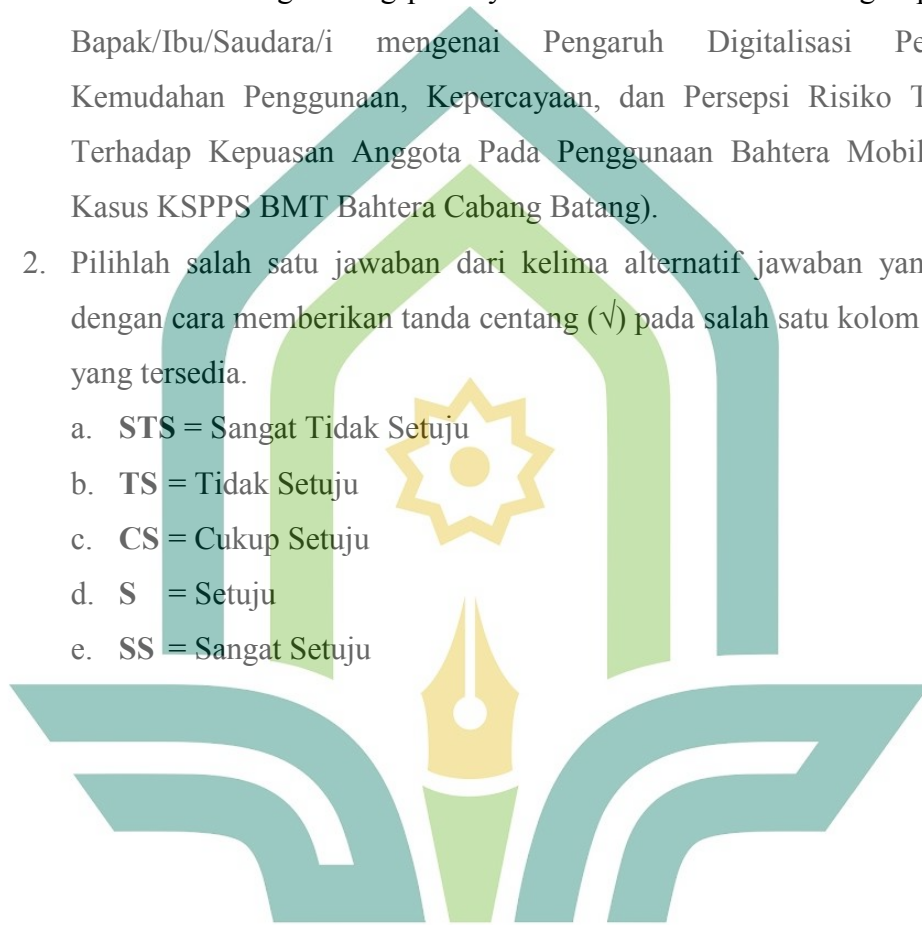 Bapak/Ibu/Saudara/i mengenai Pengaruh Digitalisasi
Kemudahan Penggunaan, Kepercayaan, dan Persepsi Risiko
Terhadap Kepuasan Anggota Pada Penggunaan Bahtera
Kasus KSPPS BMT Bahtera Cabang Batang).
2. Pilihlah salah satu jawaban dari kelima alternatif jawaban
dengan cara memberikan tanda centang (√) pada salah satu kolom
yang tersedia.
a. STS = Sangat Tidak Setuju
b. TS = Tidak Setuju
c. CS = Cukup Setuju
d. S = Setuju
e. SS = Sangat Setuju